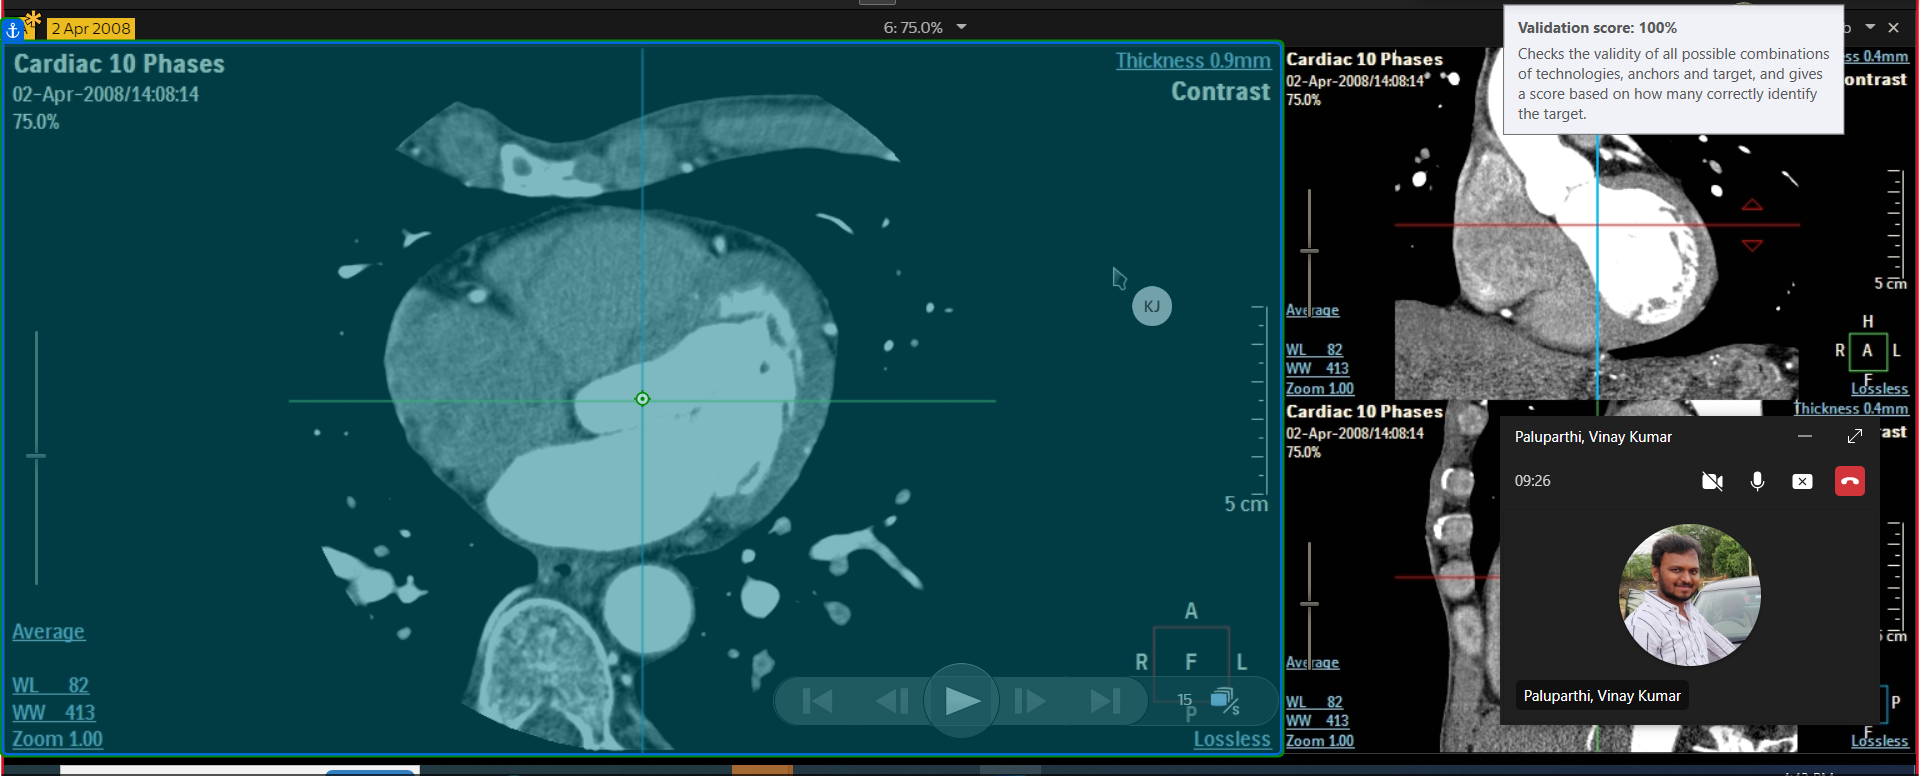 2 Apr 2008
6: 75.0%
Cardiac 10 Phases
02-Apr-2008/14:08:14
75.0%
Thickness 0.9mm
Contrast
KJ
5 cm
Average
WL 82
WW 413
Zoom 1.00
A
R F L
P
15
/s
Lossless
Validation score: 100%
Checks the validity of all possible combinations
of technologies, anchors and target, and gives
a score based on how many correctly identify
the target.
Cardiac 10 Phases
02-Apr-2008/14:08:14
75.0%
ss 0.4mm
ontrast
5 cm
Average
WL 82
WW 413
Zoom 1.00
H
R A L
F
Lossless
Cardiac 10 Phases
02-Apr-2008/14:08:14
75.0%
Thickness 0.4mm
ast
Paluparthi, Vinay Kumar
09:26
Paluparthi, Vinay Kumar
cm
Average
WL 82
WW 413
Zoom 1.00
P
F
Lossless